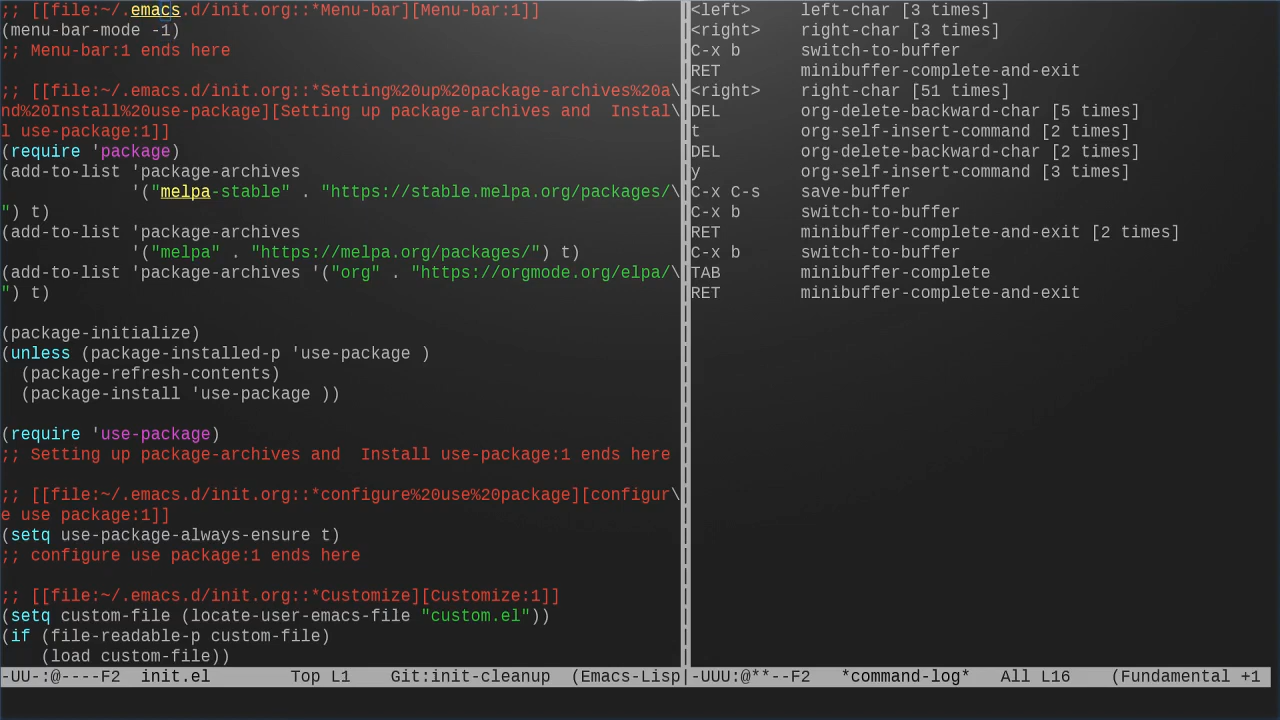 ;; [[file:~/.emacs.d/init.org::*Menu-bar][Menu-bar:1]]
(menu-bar-mode -1)
;; Menu-bar:1 ends here
;; [[file:~/.emacs.d/init.org::*Setting%20up%20package-archives%20a\
nd%20Install%20use-package][Setting up package-archives and  Instal\
l use-package:1]]
(require 'package)
(add-to-list 'package-archives
             '("melpa-stable" . "https://stable.melpa.org/packages/\
") t)
(add-to-list 'package-archives
             '("melpa" . "https://melpa.org/packages/") t)
(add-to-list 'package-archives '("org" . "https://orgmode.org/elpa/\
") t)
(package-initialize)
(unless (package-installed-p 'use-package )
  (package-refresh-contents)
  (package-install 'use-package ))
(require 'use-package)
;; Setting up package-archives and  Install use-package:1 ends here
;; [[file:~/.emacs.d/init.org::*configure%20use%20package][configur\
e use package:1]]
(setq use-package-always-ensure t)
;; configure use package:1 ends here
;; [[file:~/.emacs.d/init.org::*Customize][Customize:1]]
(setq custom-file (locate-user-emacs-file "custom.el"))
(if (file-readable-p custom-file)
    (load custom-file))
-UU-:@----F2  init.el        Top L1    Git:init-cleanup  (Emacs-Lisp
<left>     left-char [3 times]
<right>    right-char [3 times]
C-x b      switch-to-buffer
RET        minibuffer-complete-and-exit
<right>    right-char [51 times]
DEL        org-delete-backward-char [5 times]
t          org-self-insert-command [2 times]
DEL        org-delete-backward-char [2 times]
y          org-self-insert-command [3 times]
C-x C-s    save-buffer
C-x b      switch-to-buffer
RET        minibuffer-complete-and-exit [2 times]
C-x b      switch-to-buffer
TAB        minibuffer-complete
RET        minibuffer-complete-and-exit
-UUU:@**--F2   *command-log*   All L16    (Fundamental +1